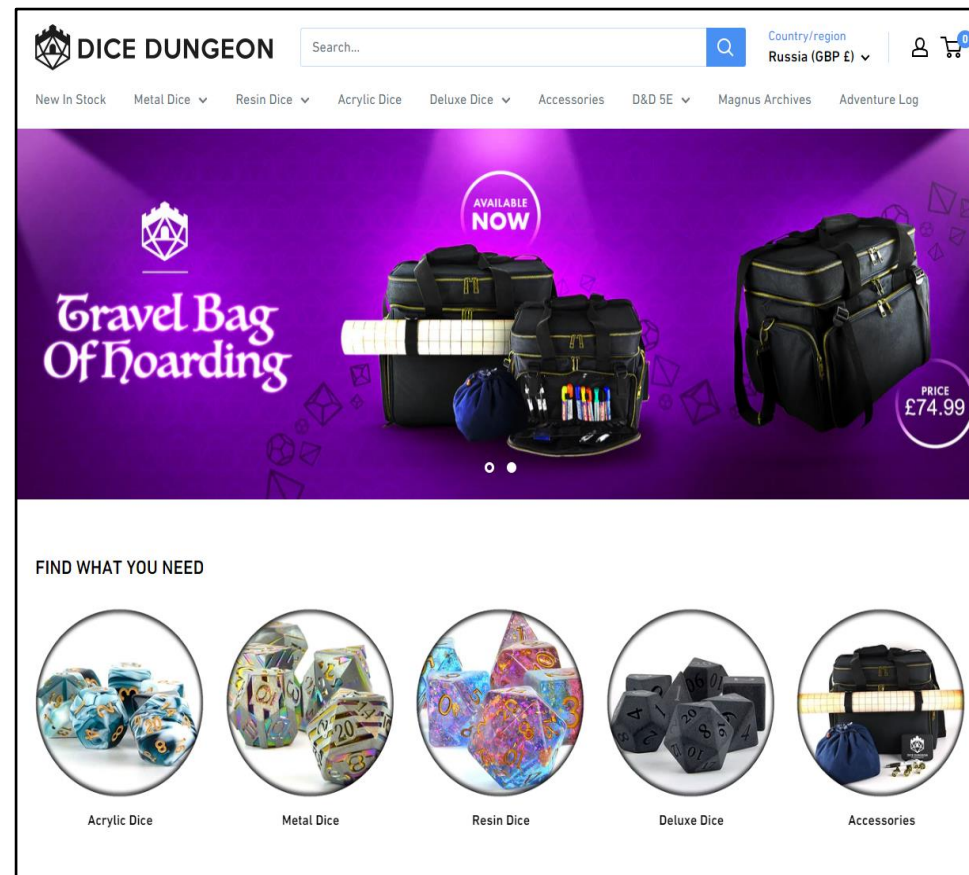 DICE DUNGEON
Search...
Country/region
Russia (GBP £)
0
New In Stock Metal Dice Resin Dice Acrylic Dice Deluxe Dice Accessories D&D 5E Magnus Archives Adventure Log
AVAILABLE
NOW
Travel Bag
Of Hoarding
PRICE
£74.99
FIND WHAT YOU NEED
Acrylic Dice Metal Dice Resin Dice Deluxe Dice Accessories